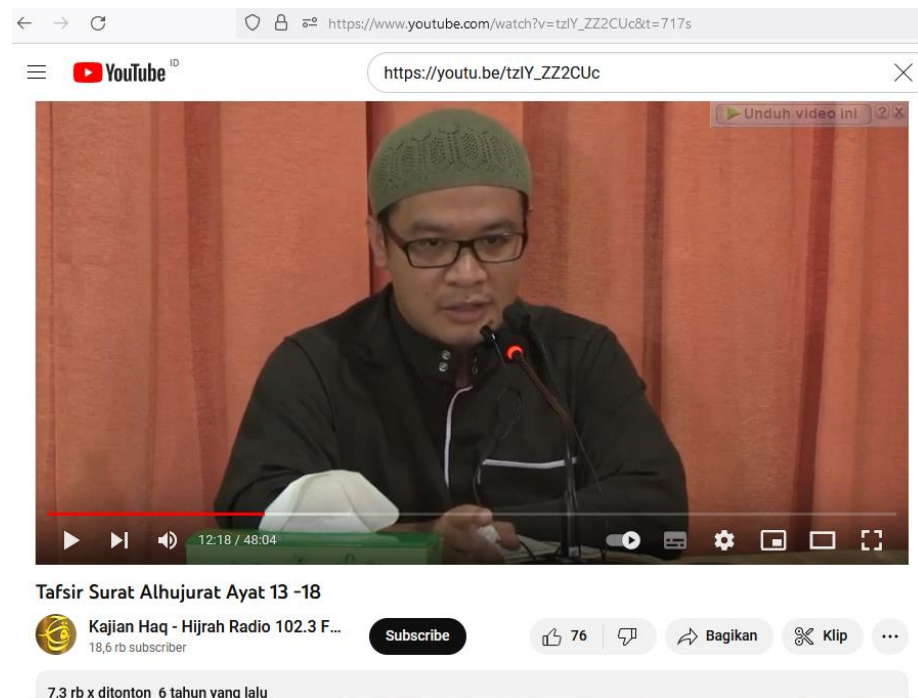 https://www.youtube.com/watch?v=tzlY_ZZ2CUc&t=717s
YouTube ID
https://youtu.be/tzlY_ZZ2CUc
Unduh video ini ? X
12:18 / 48:04
Tafsir Surat Alhujurat Ayat 13 -18
Kajian Haq - Hijrah Radio 102.3 F...
18,6 rb subscriber
Subscribe
76
Bagikan
Klip
...
7,3 rb x ditonton 6 tahun yang lalu